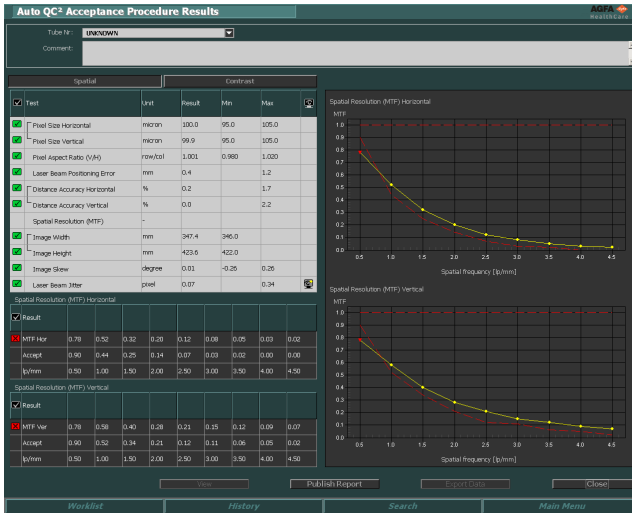 Auto QC² Acceptance Procedure Results
AGFA
HealthCare
Tube Nr: UNKNOWN
Comment:
Spatial Contrast
Test Unit Result Min Max
Pixel Size Horizontal micron 100.0 95.0 105.0
Pixel Size Vertical micron 99.9 95.0 105.0
Pixel Aspect Ratio (V/H) row/col 1.001 0.980 1.020
Laser Beam Positioning Error mm 0.4 1.2
Distance Accuracy Horizontal % 0.2 1.7
Distance Accuracy Vertical % 0.0 2.2
Spatial Resolution (MTF) -
Image Width mm 347.4 346.0
Image Height mm 423.6 422.0
Image Skew degree 0.01 -0.26 0.26
Laser Beam Jitter pixel 0.07 0.34
Spatial Resolution (MTF) Horizontal
Result
MTF Hor 0.78 0.52 0.32 0.20 0.12 0.08 0.05 0.03 0.02
Accept 0.90 0.44 0.25 0.14 0.07 0.03 0.02 0.00 0.00
lp/mm 0.50 1.00 1.50 2.00 2.50 3.00 3.50 4.00 4.50
Spatial Resolution (MTF) Vertical
Result
MTF Ver 0.78 0.58 0.40 0.28 0.21 0.15 0.12 0.09 0.07
Accept 0.90 0.52 0.34 0.21 0.12 0.11 0.06 0.05 0.02
lp/mm 0.50 1.00 1.50 2.00 2.50 3.00 3.50 4.00 4.50
Spatial Resolution (MTF) Horizontal
MTF
1.0
0.9
0.8
0.7
0.6
0.5
0.4
0.3
0.2
0.1
0.0
0.5 1.0 1.5 2.0 2.5 3.0 3.5 4.0 4.5
Spatial frequency [lp/mm]
Spatial Resolution (MTF) Vertical
MTF
1.0
0.9
0.8
0.7
0.6
0.5
0.4
0.3
0.2
0.1
0.0
0.5 1.0 1.5 2.0 2.5 3.0 3.5 4.0 4.5
Spatial frequency [lp/mm]
View Publish Report Export Data Close
Worklist History Search Main Menu